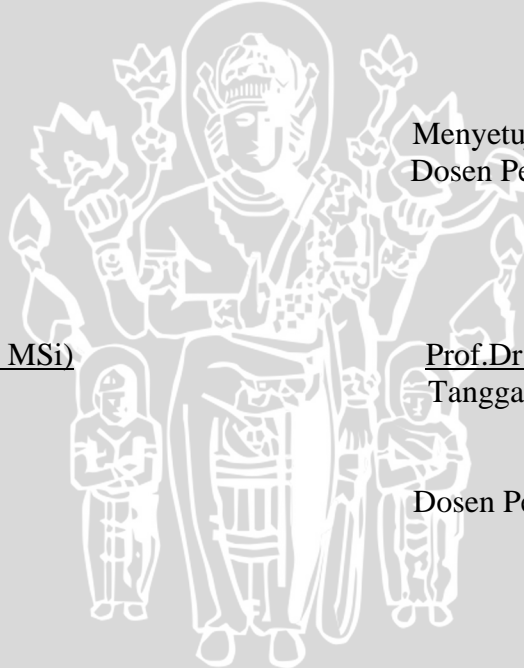 Menyetu
Dosen Pe
MSi) Prof.Dr
Tangga
Dosen Pe